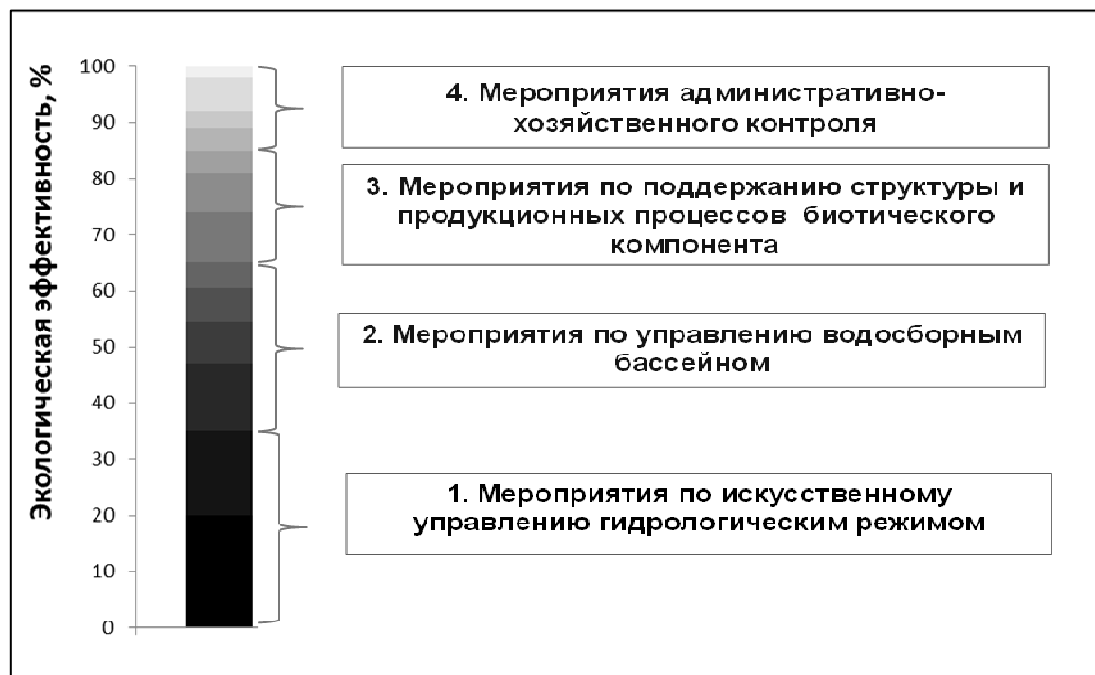 Экологическая эффективность, %
100
90
80
70
60
50
40
30
20
10
0
4. Мероприятия административно-
хозяйственного контроля
3. Мероприятия по поддержанию структуры и
продукционных процессов биотического
компонента
2. Мероприятия по управлению водосборным
бассейном
1. Мероприятия по искусственному
управлению гидрологическим режимом